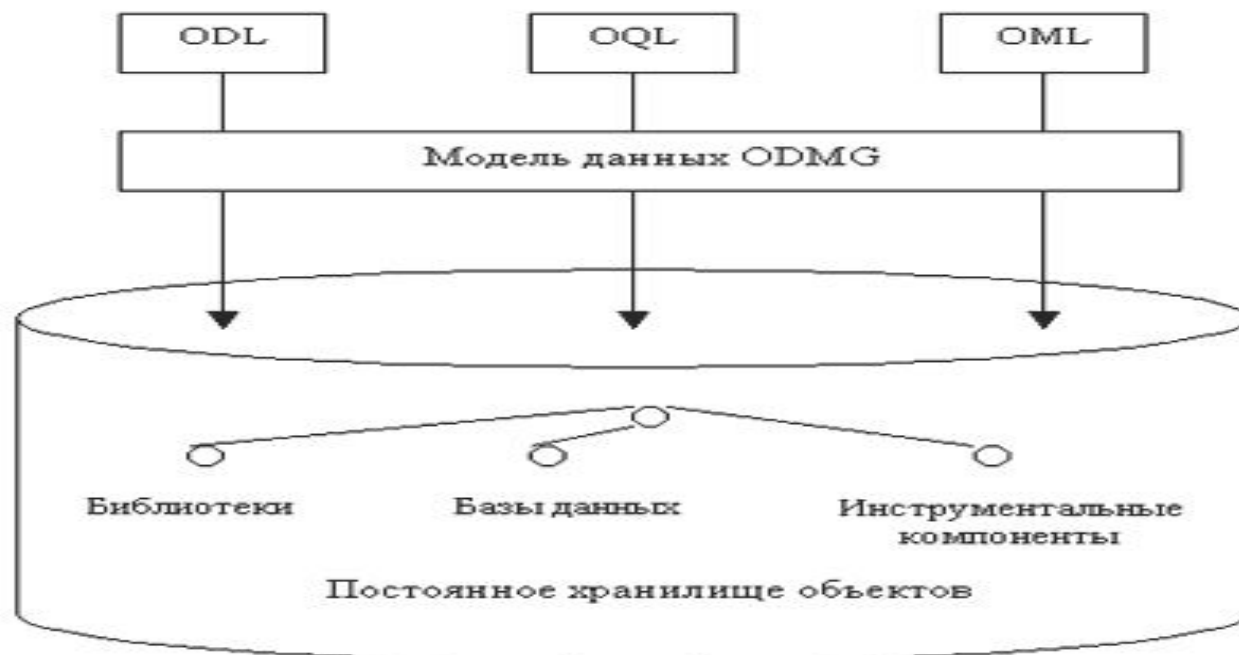 ODL
OQL
OML
Модель данных ODMG
Библиотеки
Базы данных
Инструментальные
компоненты
Постоянное хранилище объектов